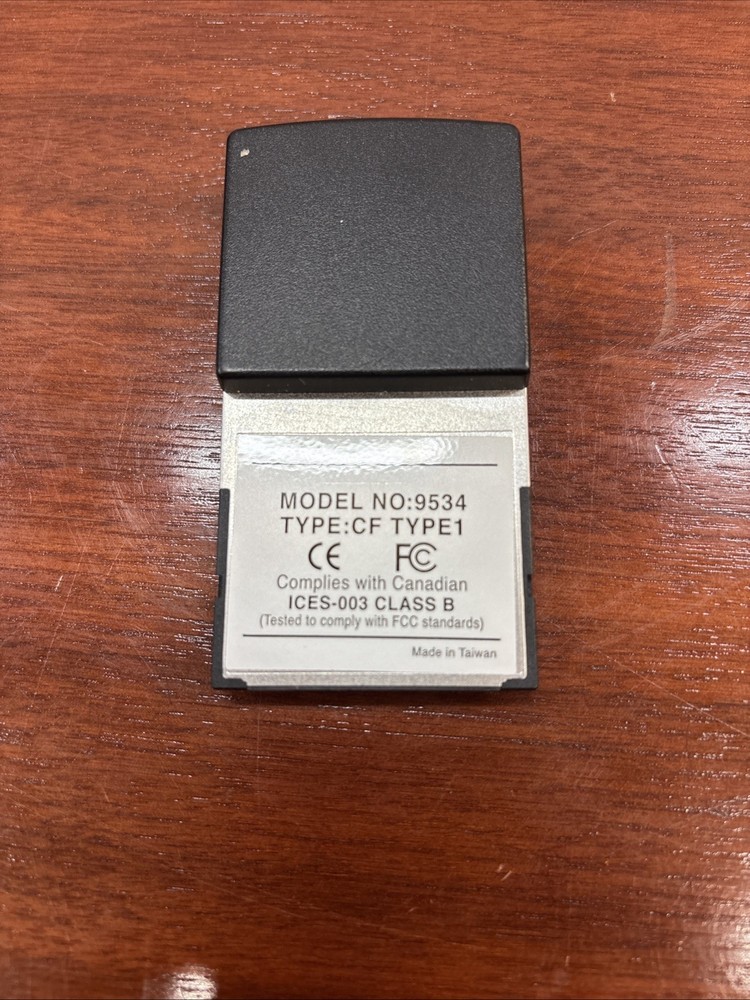 MODEL NO:9534
TYPE:CF TYPE1
CE FC
Complies with Canadian
ICES-003 CLASS B
(Tested to comply with FCC standards)
Made in Taiwan